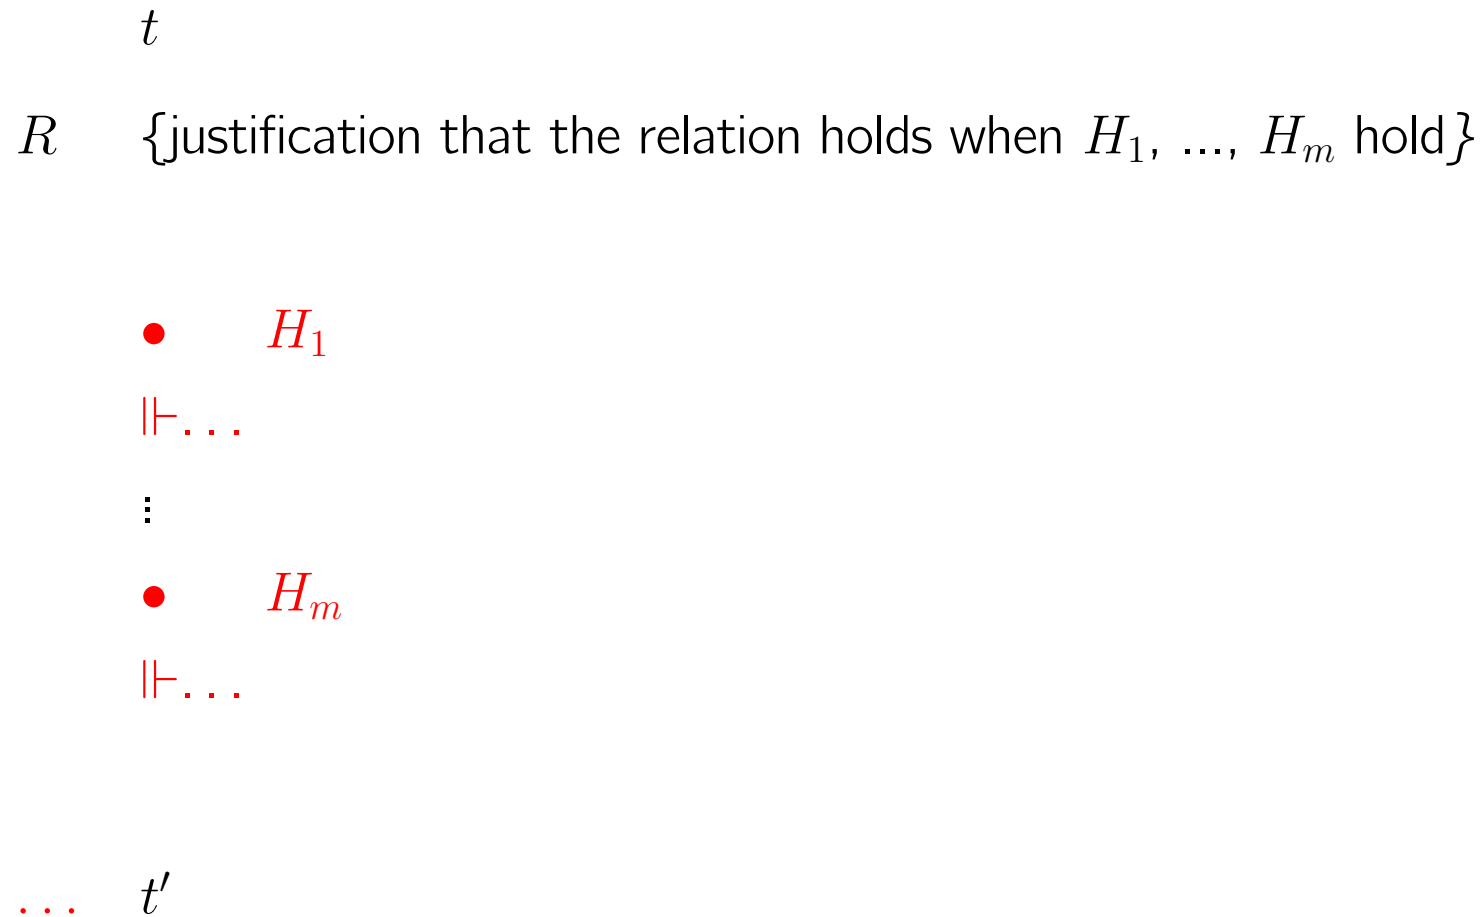 t
R {justification that the relation holds when H₁, ..., Hₘ hold}
• H₁
⊩...
⋮
• Hₘ
⊩...
... t′